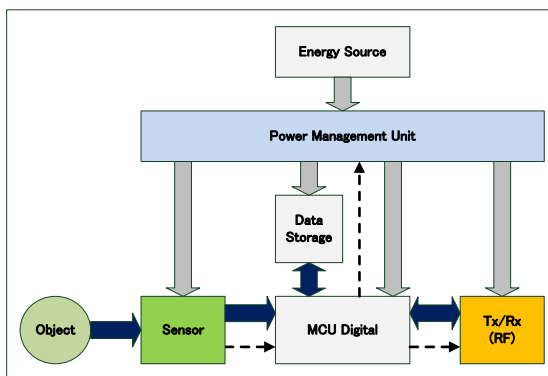 Energy Source
Power Management Unit
Data
Storage
Object
Sensor
MCU Digital
Tx/Rx
(RF)